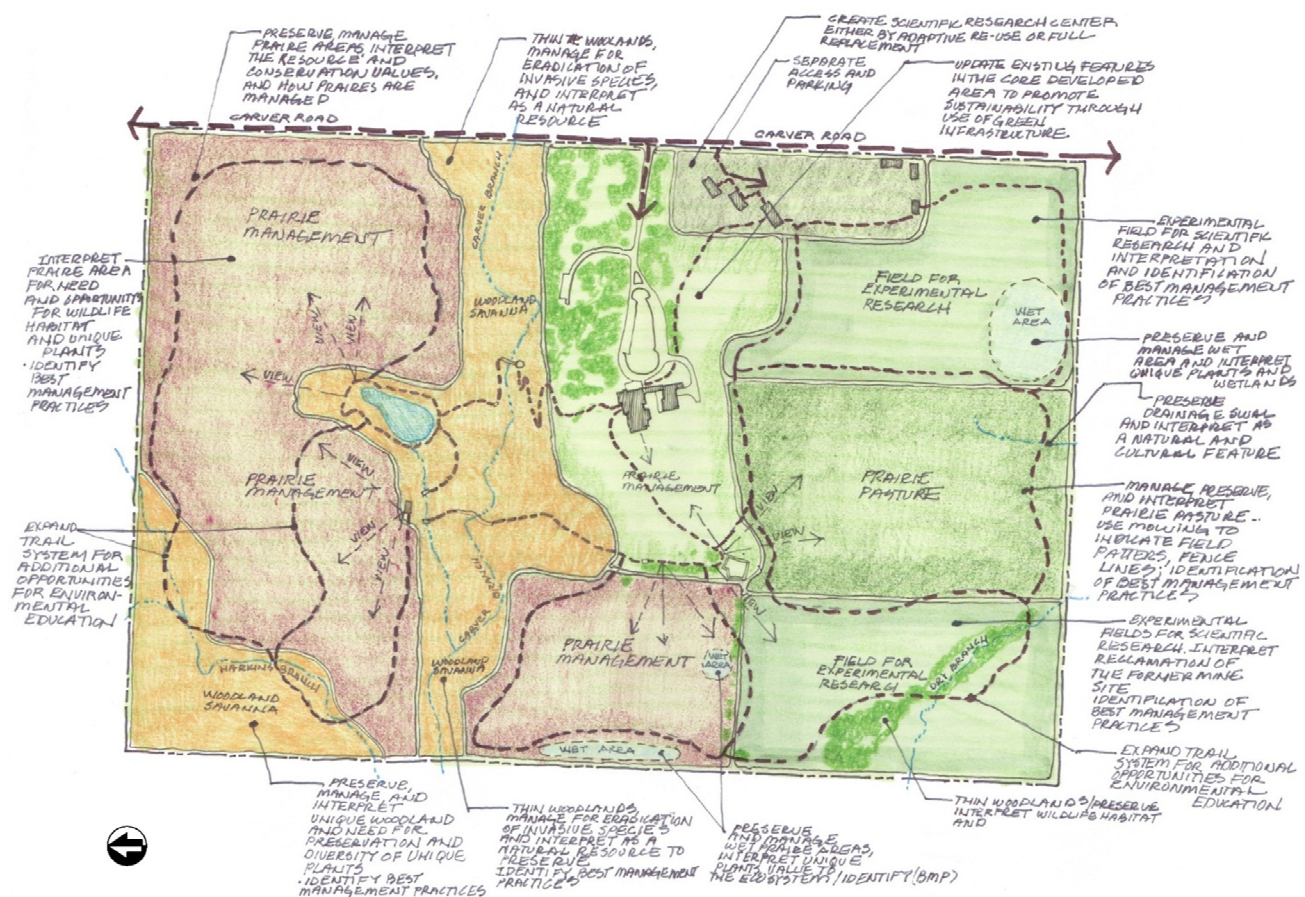 PRESERVE MANAGE
PRAIRE AREAS INTERPRET
THE RESOURCE AND
CONSERVATION VALUES,
AND HOW PRAIRES ARE
MANAGED
THIN THE WOOLANDS,
MANAGE FOR
ERADICATION OF
INVASIVE SPECIES,
AND INTERPRET
AS A NATURAL
RESOURCE
CREATE SCIENTIFIC RESEARCH CENTER
EITHER BY ADAPTIVE RE-USE OR FULL
REPLACEMENT
SEPARATE
ACCESS AND
PARKING
UPDATE EXISTING FEATURES
IN THE CORE DEVELOPED
AREA TO PROMOTE
SUSTAINABILITY THROUGH
USE OF GREEN
INFRASTRUCTURE.
CARVER ROAD
CARVER ROAD
INTERPRET
PRAIRE AREA
FOR NEED
AND OPPORTUNITIES
FOR WILDLIFE
HABITAT
AND UNIQUE
PLANTS
·IDENTIFY
BEST
MANAGEMENT
PRACTICES
EXPAND
TRAIL
SYSTEM FOR
ADDITIONAL
OPPORTUNITIES
FOR ENVIRON-
MENTAL
EDUCATION
PRAIRIE
MANAGEMENT
CARVER BRANCH
WOODLAND
SAVANNA
VIEW
VIEW
VIEW
VIEW
PRAIRIE
MANAGEMENT
VIEW
VIEW
PRAIRIE
MANAGEMENT
VIEW
VIEW
VIEW
FIELD FOR
EXPERIMENTAL
RESEARCH
WET
AREA
PRAIRIE
PASTURE
CARVER BRANCH
WOODLAND
SAVANNA
HARKINS BRANCH
WOODLAND
SAVANNA
PRAIRIE
MANAGEMENT
WET
AREA
WET AREA
FIELD FOR
EXPERIMENTAL
RESEARCH
DRY BRANCH
EXPERIMENTAL
FIELD FOR SCIENTIFIC
RESEARCH AND
INTERPRETATION
AND IDENTIFILATION
OF BEST MANAGEMENT
PRACTICES
PRESERVE AND
MANAGE WET
AREA AND INTERPRET
UNIQUE PLANTS AND
WETLANDS
PRESERVE
DRAINAGE SWAL
AND INTERPRET AS
A NATURAL AND
CULTURAL FEATURE
MANAGE PRESERVE,
AND INTERPRET
PRAIRIE PASTURE--
USE MOWING TO
INDICATE FIELD
PATTERS, FENCE
LINES; IDENTIFICATION
OF BEST MANAGEMENT
PRACTICES
EXPERIMENTAL
FIELDS FOR SCIENTIFIC
RESEARCH. INTERPRET
RECLAMATION OF
THE FORMER MINE
SITE
IDENTIFICATION OF
BEST MANAGEMENT
PRACTICES
EXPAND TRAIL
SYSTEM FOR ADDITIONAL
OPPORTUNITIES FOR
ENVIRONMENTAL
EDUCATION
PRESERVE,
MANAGE, AND
INTERPRET
UNIQUE WOODLAND
AND NEED FOR
PRESERVATION AND
DIVERSITY OF UNIQUE
PLANTS
·IDENTIFY BEST
MANAGEMENT PRACTICES
THIN WOODLANDS,
MANAGE FOR ERADICATION
OF INVASIVE SPECIES
AND INTERPRET AS A
NATURAL RESOURCE TO
PRESERVE
IDENTIFY BEST MANAGEMENT
PRACTICES
PRESERVE
AND MANAGE
WET PRAIRIE AREAS,
INTERPRET UNIQUE
PLANTS VALUE TO
THE ECOSYSTEM / IDENTIFY (BMP)
THIN WOODLANDS/PRESERVE
INTERPRET WILDLIFE HABITAT
AND